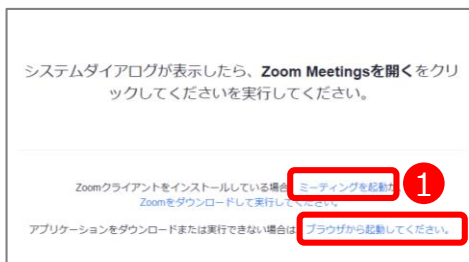 システムダイアログが表示したら、Zoom Meetingsを開くをクリ
ックしてくださいを実行してください。
Zoomクライアントをインストールしている場合、ミーティングを起動か
1
Zoomをダウンロードして実行してください。
アプリケーションをダウンロードまたは実行できない場合は、ブラウザから起動してください。